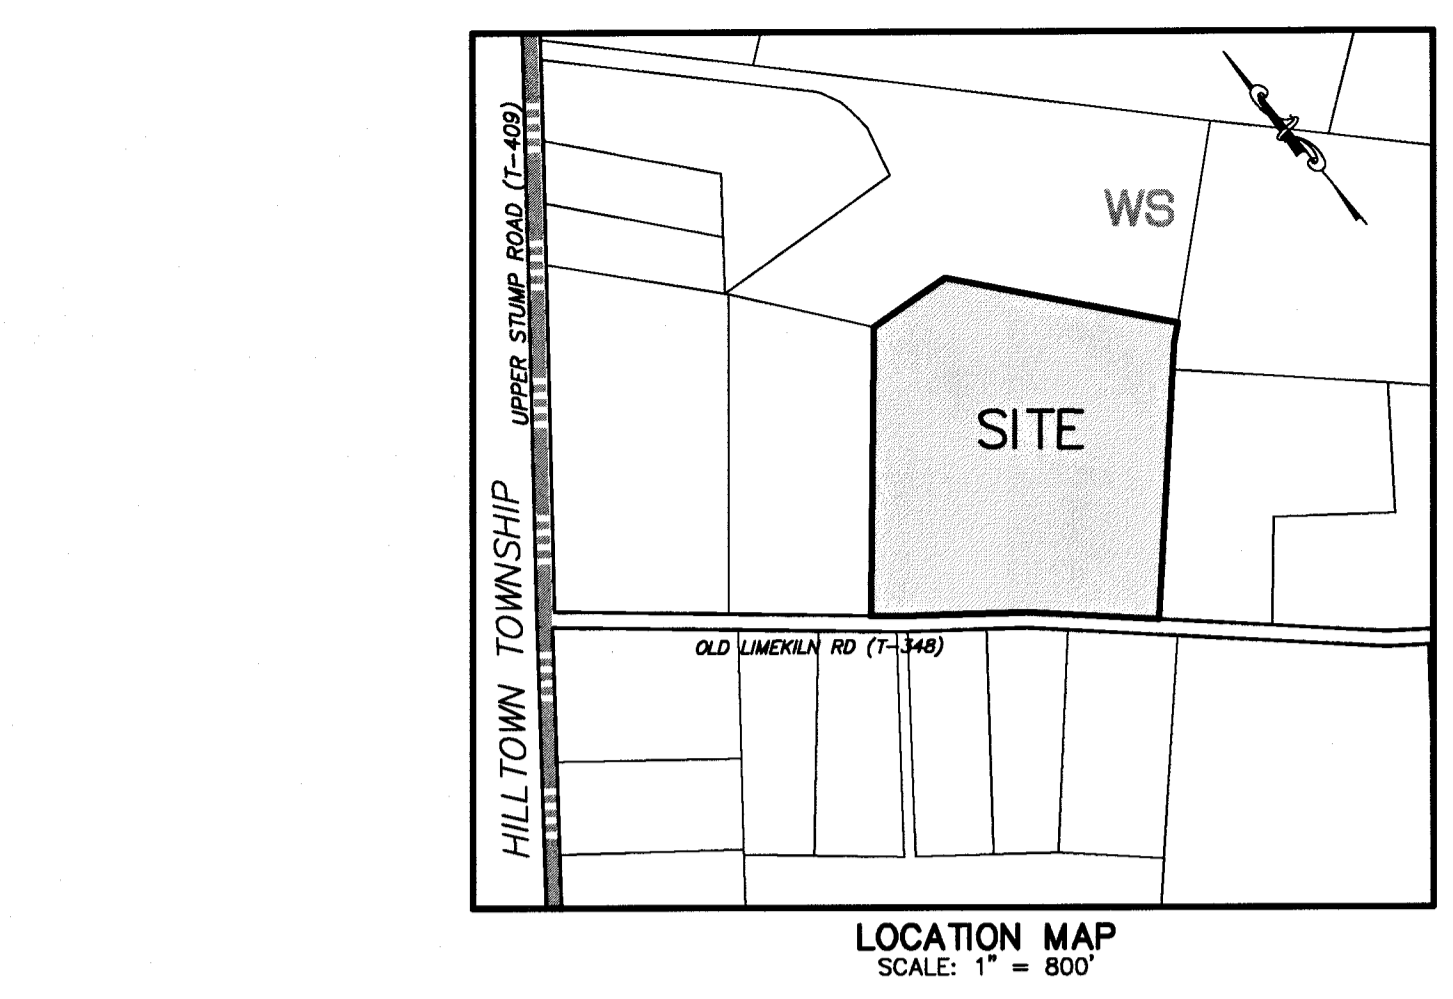 UPPER STUMP ROAD (T-409)
WS
SITE
HILLTOWN TOWNSHIP
OLD LIMEKILN RD (T-348)
LOCATION MAP
SCALE: 1" = 800'